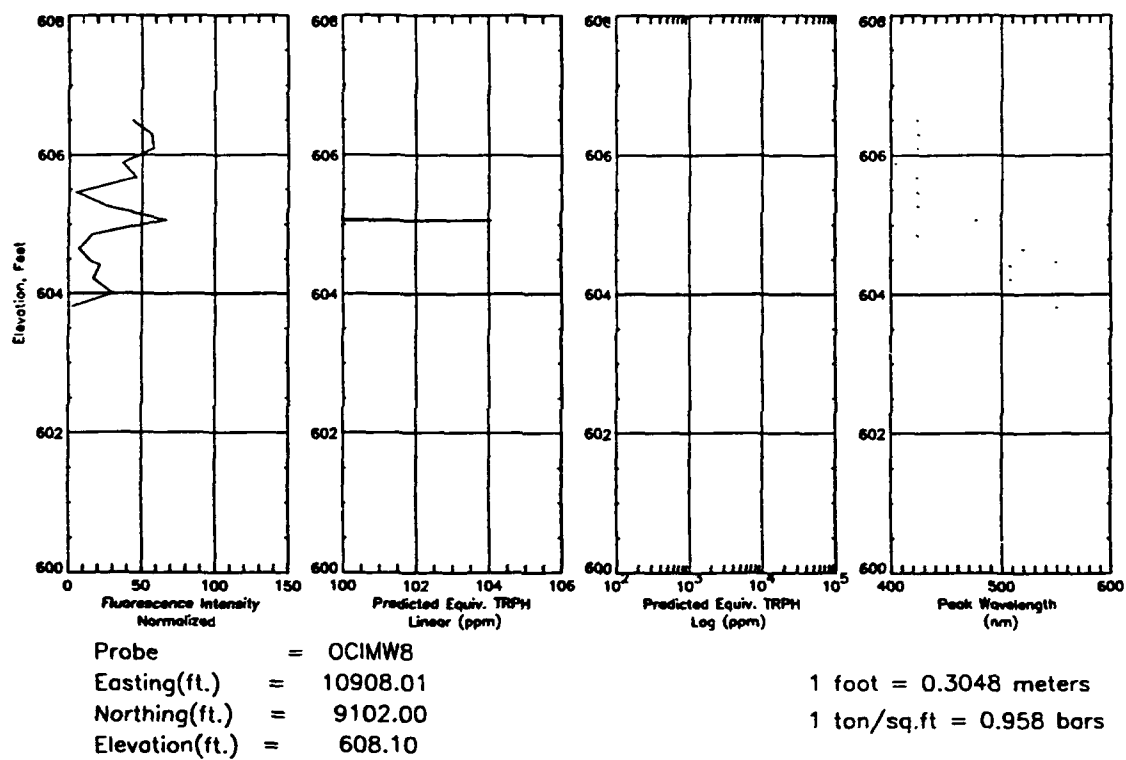 608 608 608 608
606 606 606 606
604 604 604 604
602 602 602 602
600 600 600 600
Elevation, Feet
0 50 100 150
Fluorescence Intensity
Normalized
100 102 104 106
Predicted Equiv. TRPH
Linear (ppm)
10² 10³ 10⁴ 10⁵
Predicted Equiv. TRPH
Log (ppm)
400 500 600
Peak Wavelength
(nm)
Probe = OCIMW8
Easting(ft.) = 10908.01
Northing(ft.) = 9102.00
Elevation(ft.) = 608.10
1 foot = 0.3048 meters
1 ton/sq.ft = 0.958 bars